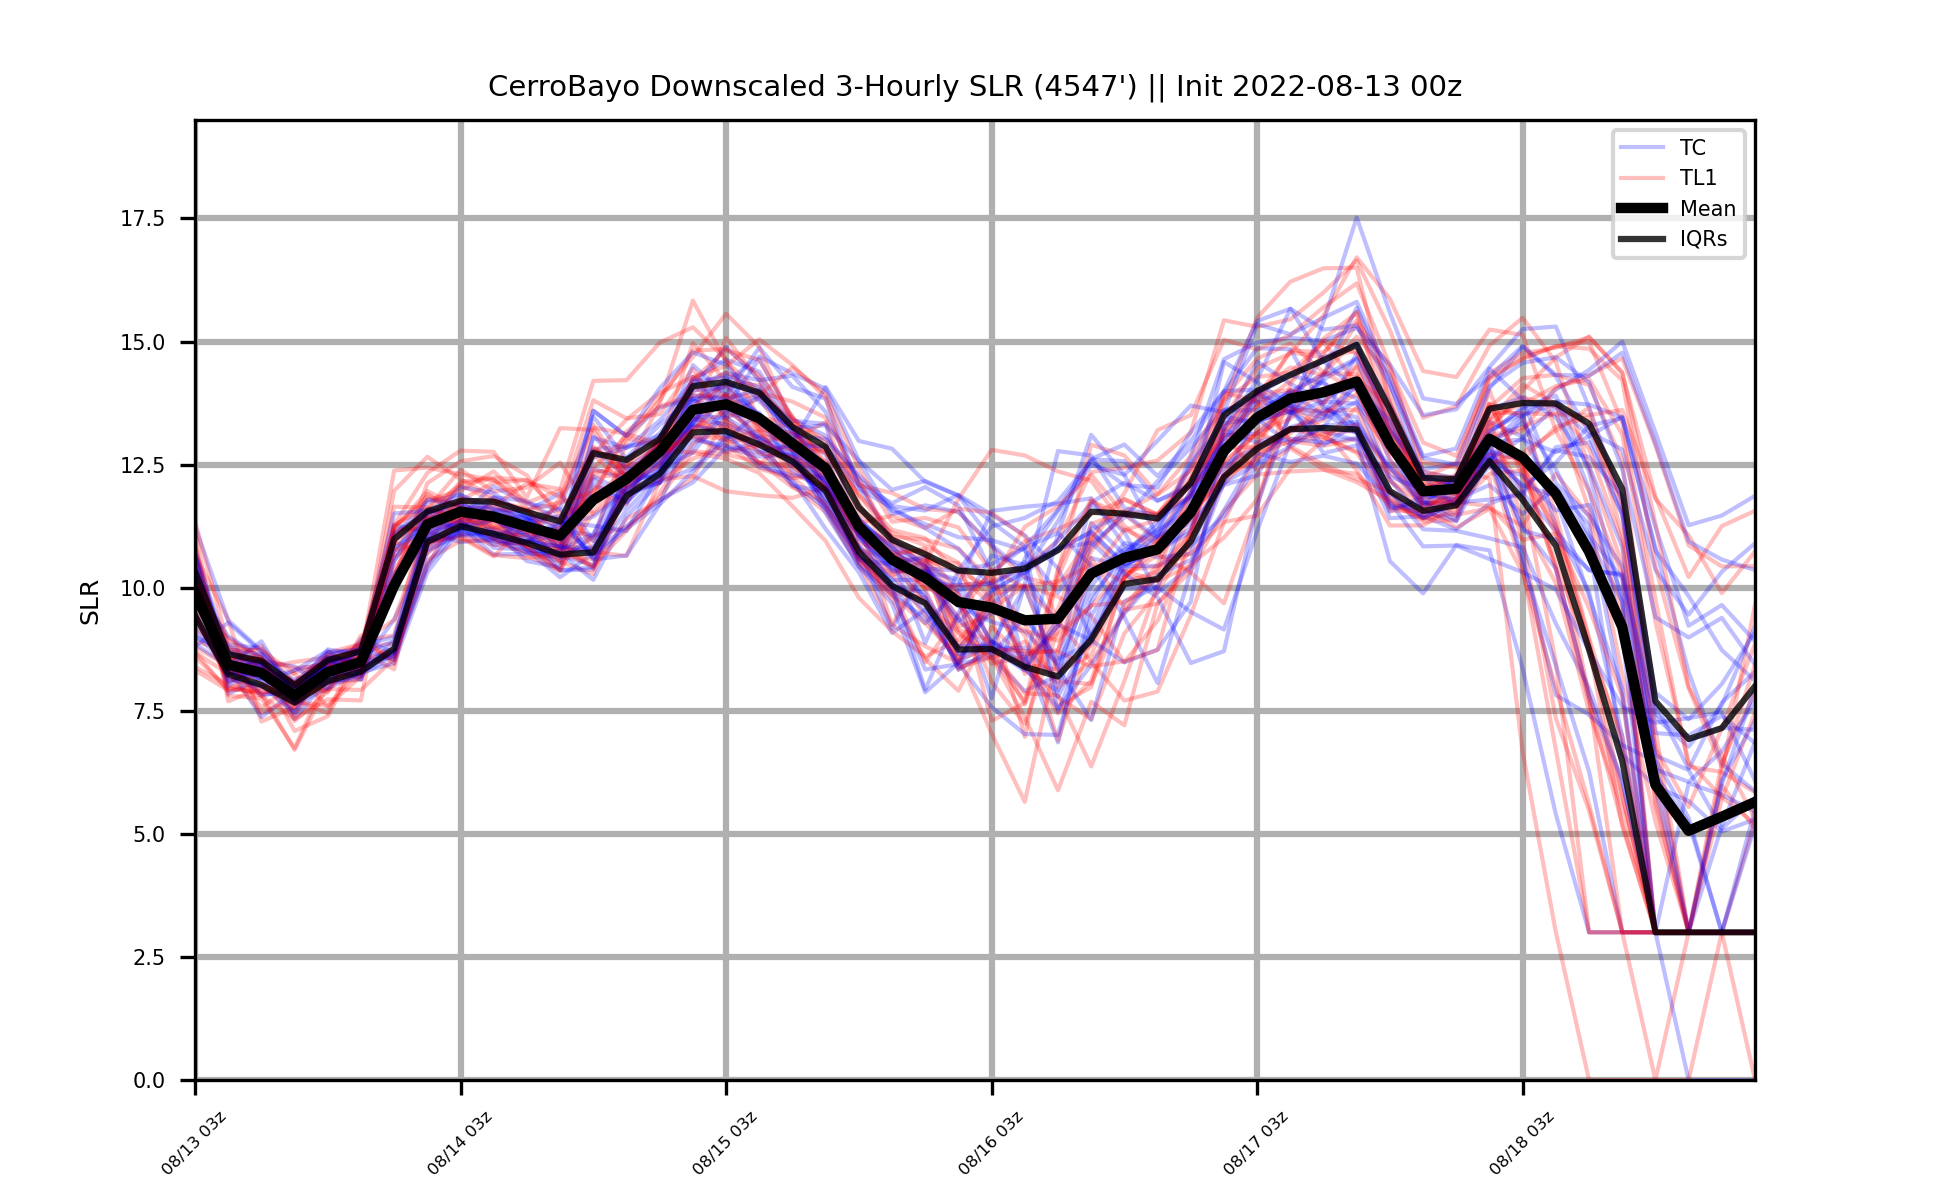 CerroBayo Downscaled 3-Hourly SLR (4547') || Init 2022-08-13 00z
TC
TL1
Mean
IQRs
SLR
17.5
15.0
12.5
10.0
7.5
5.0
2.5
0.0
08/13 03z
08/14 03z
08/15 03z
08/16 03z
08/17 03z
08/18 03z